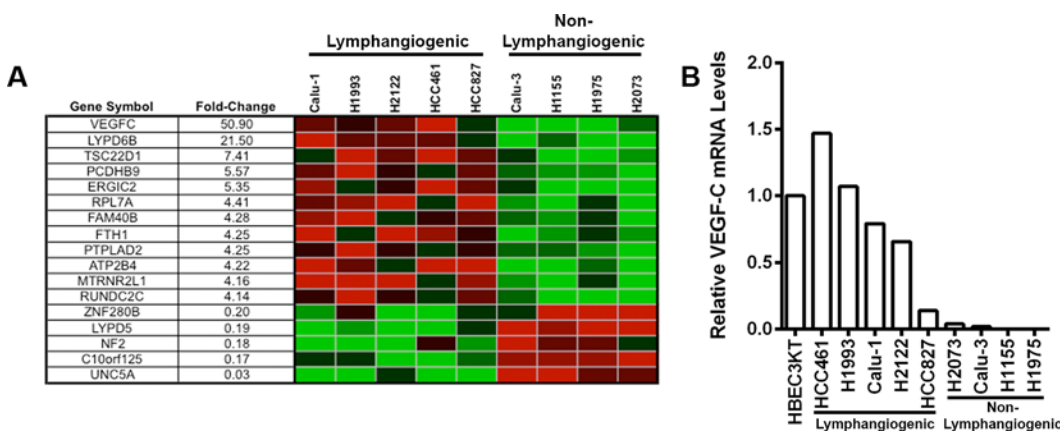 A
Lymphangiogenic
Non-
Lymphangiogenic
Gene Symbol Fold-Change Calu-1 H1993 H2122 HCC461 HCC827 Calu-3 H1155 H1975 H2073
VEGFC 50.90
LYPD6B 21.50
TSC22D1 7.41
PCDHB9 5.57
ERGIC2 5.35
RPL7A 4.41
FAM40B 4.28
FTH1 4.25
PTPLAD2 4.25
ATP2B4 4.22
MTRNR2L1 4.16
RUNDC2C 4.14
ZNF280B 0.20
LYPD5 0.19
NF2 0.18
C10orf125 0.17
UNC5A 0.03
B
Relative VEGF-C mRNA Levels
2.0
1.5
1.0
0.5
0.0
HBEC3KT HCC461 H1993 Calu-1 H2122 HCC827 H2073 Calu-3 H1155 H1975
Lymphangiogenic
Non-
Lymphangiogenic